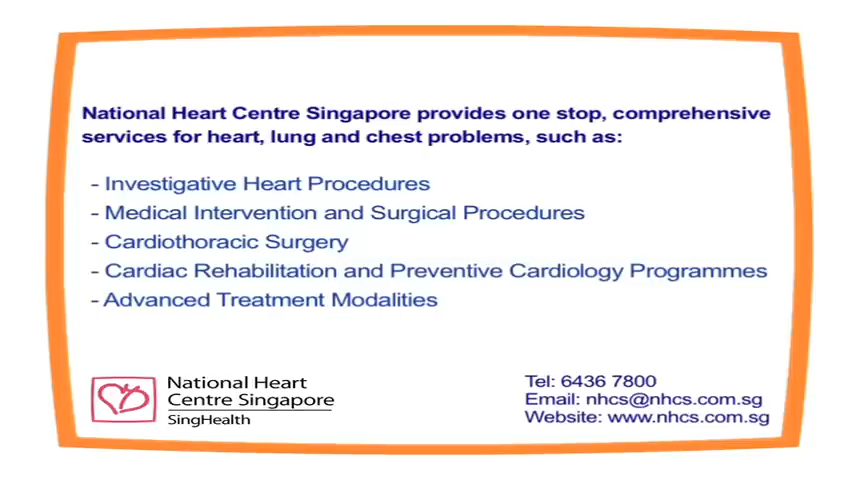 National Heart Centre Singapore provides one stop, comprehensive
services for heart, lung and chest problems, such as:
- Investigative Heart Procedures
- Medical Intervention and Surgical Procedures
- Cardiothoracic Surgery
- Cardiac Rehabilitation and Preventive Cardiology Programmes
- Advanced Treatment Modalities
National Heart
Centre Singapore
SingHealth
Tel: 6436 7800
Email: nhcs@nhcs.com.sg
Website: www.nhcs.com.sg